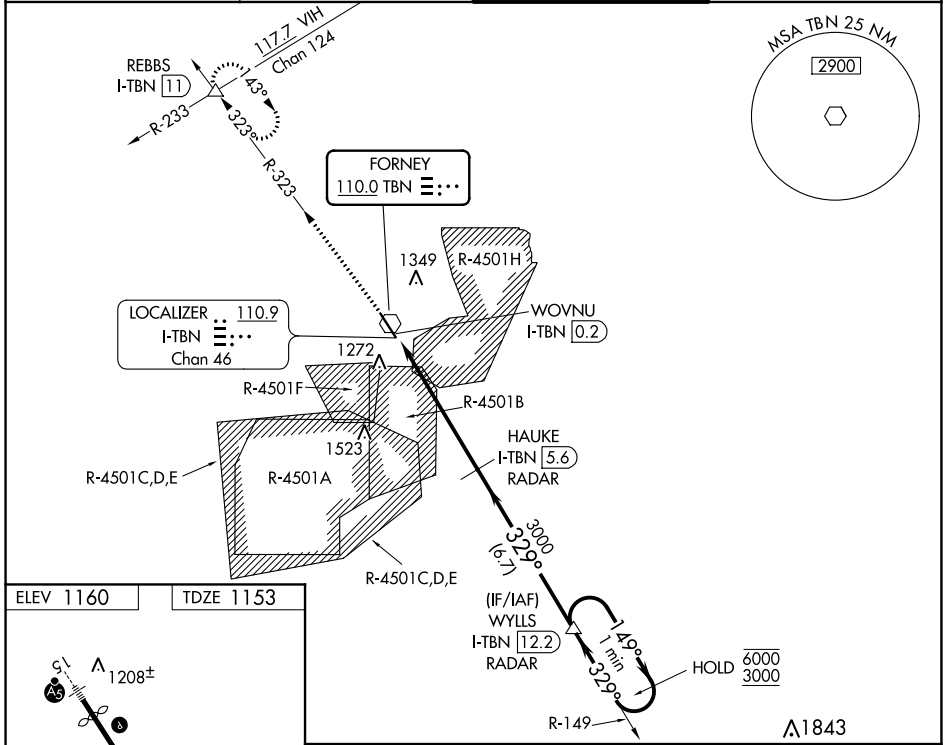 117.7 VIH
Chan 124
REBBS
I-TBN 11
143°
323°
R-233
R-323
MSA TBN 25 NM
2900
FORNEY
110.0 TBN
1349
R-4501H
LOCALIZER 110.9
I-TBN
Chan 46
WOVNU
I-TBN 0.2
1272
R-4501F
R-4501B
1523
HAUKE
I-TBN 5.6
RADAR
R-4501C,D,E
R-4501A
3000
329°
(6.7)
R-4501C,D,E
(IF/IAF)
WYLLS
I-TBN 12.2
RADAR
149°
1 min
329°
HOLD 6000
3000
R-149
1843
ELEV 1160
TDZE 1153
15
1208±
A5